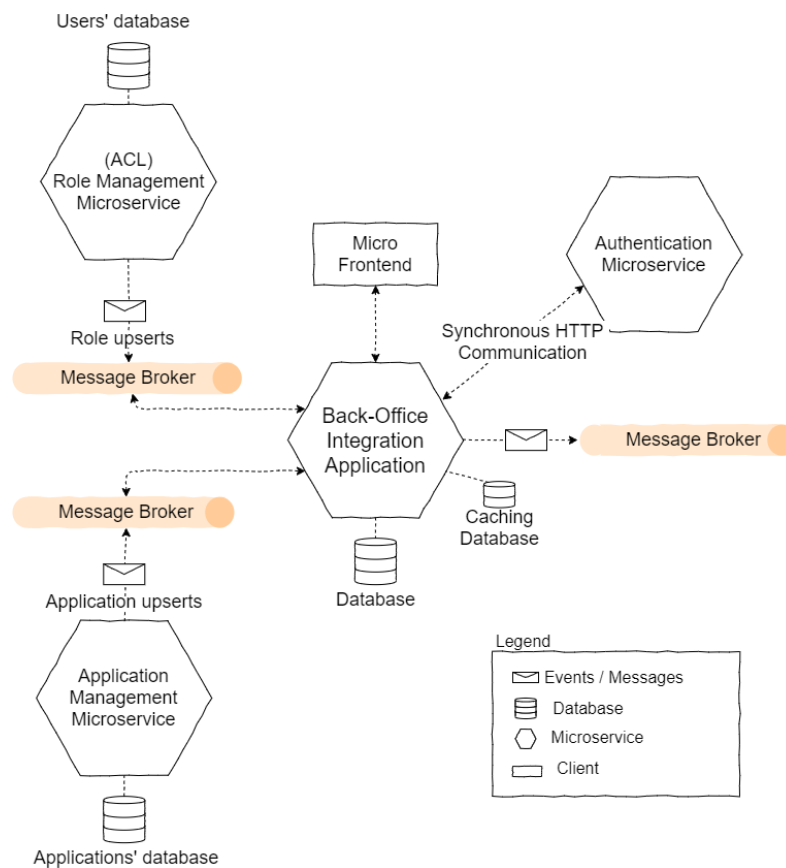 Users' database
(ACL)
Role Management
Microservice
Micro
Frontend
Authentication
Microservice
Role upserts
Synchronous HTTP
Communication
Message Broker
Back-Office
Integration
Application
Message Broker
Message Broker
Caching
Database
Database
Application upserts
Application
Management
Microservice
Applications' database
Legend
Events / Messages
Database
Microservice
Client